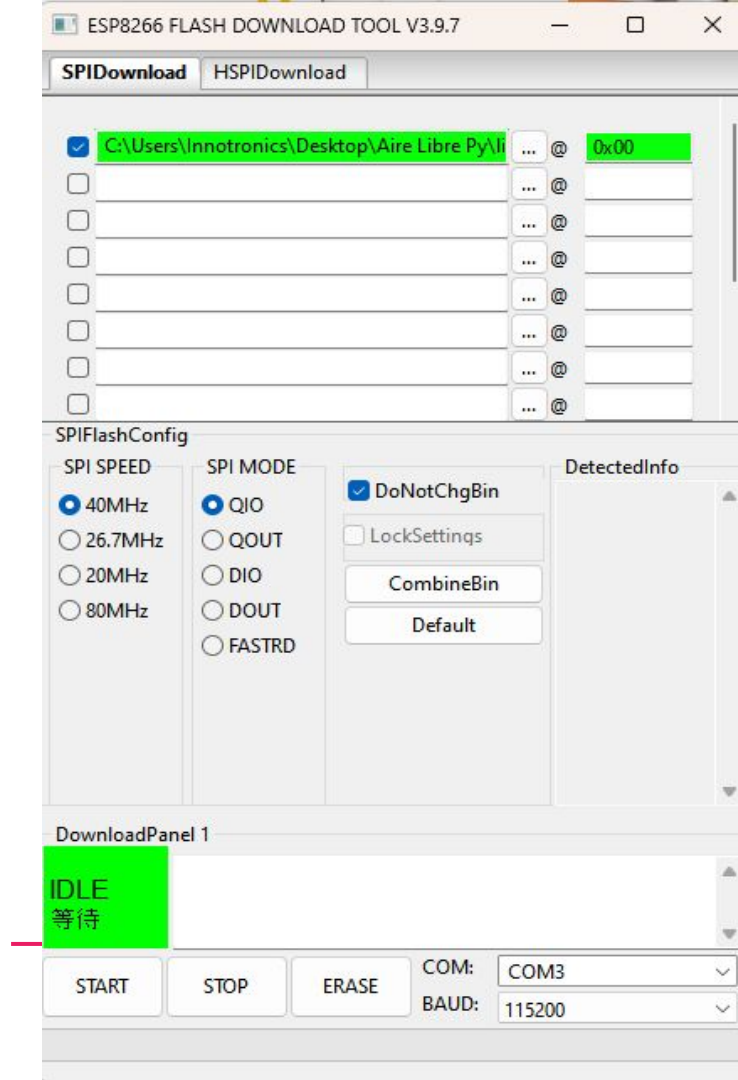 ESP8266 FLASH DOWNLOAD TOOL V3.9.7
SPIDownload HSPIDownload
C:\Users\Innotronics\Desktop\Aire Libre Py\li ... @ 0x00
... @
... @
... @
... @
... @
... @
... @
SPIFlashConfig
SPI SPEED SPI MODE DetectedInfo
40MHz QIO DoNotChgBin
26.7MHz QOUT LockSettings
20MHz DIO CombineBin
80MHz DOUT Default
FASTRD
DownloadPanel 1
IDLE
等待
START STOP ERASE COM: COM3
BAUD: 115200